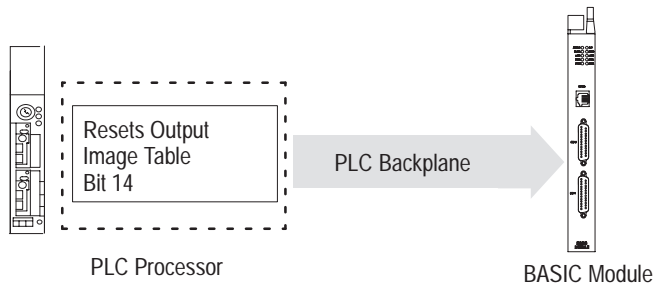 Resets Output
Image Table
Bit 14
PLC Backplane
PLC Processor
BASIC Module